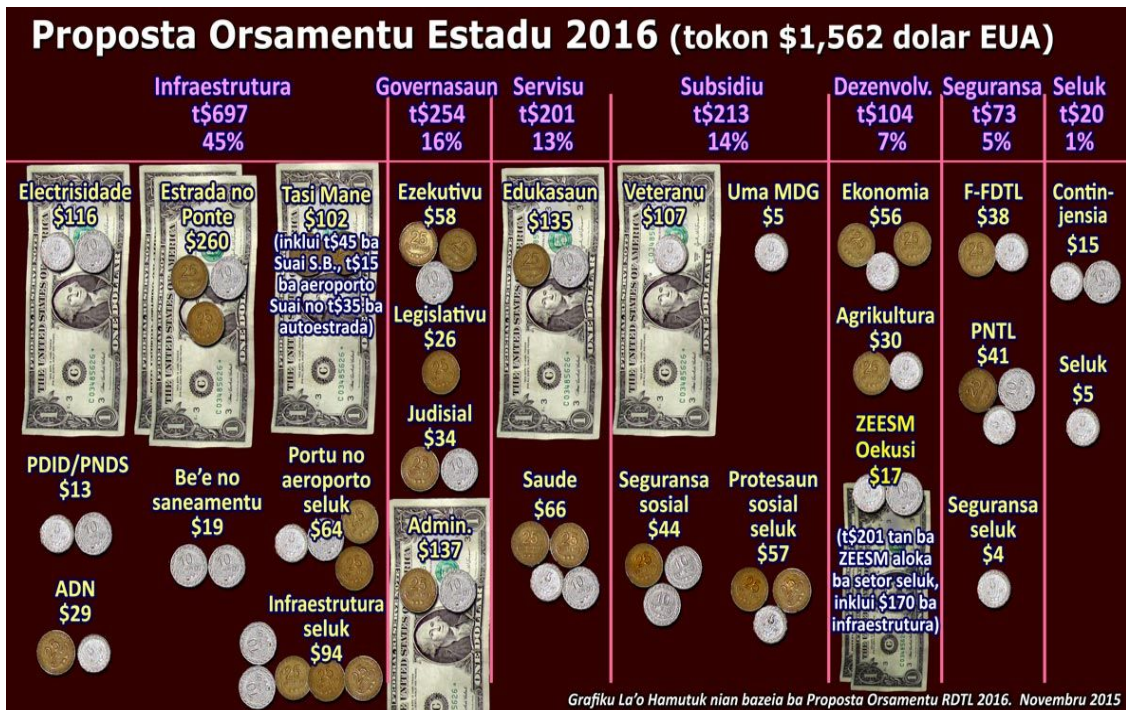 Proposta Orsamentu Estadu 2016 (tokon $1,562 dolar EUA)
Infraestrutura
t$697
45%
Governasaun
t$254
16%
Servisu
t$201
13%
Subsidiu
t$213
14%
Dezenvolv.
t$104
7%
Seguransa
t$73
5%
Seluk
t$20
1%
Electrisidade
$116
Estrada no
Ponte
$260
Tasi Mane
$102
(inklui t$45 ba
Suai S.B., t$15
ba aeroporto
Suai no t$35 ba
autoestrada)
PDID/PNDS
$13
Be'e no
saneamentu
$19
Portu no
aeroporto
seluk
$64
ADN
$29
Infraestrutura
seluk
$94
Ezekutivu
$58
Legislativu
$26
Judisial
$34
Admin.
$137
Edukasaun
$135
Saude
$66
Veteranu
$107
Uma MDG
$5
Seguransa
sosial
$44
Protesaun
sosial
seluk
$57
Ekonomia
$56
Agrikultura
$30
ZEESM
Oekusi
$17
(t$201 tan ba
ZEESM aloka
ba setor seluk,
inklui $170 ba
infraestrutura)
F-FDTL
$38
PNTL
$41
Seguransa
seluk
$4
Contin-
jensia
$15
Seluk
$5
Grafiku La'o Hamutuk nian bazeia ba Proposta Orsamentu RDTL 2016. Novembru 2015